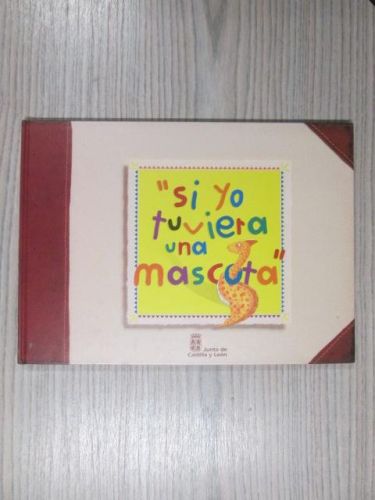 "si yo
tuviera
una
mascota"
Junta de
Castilla y León